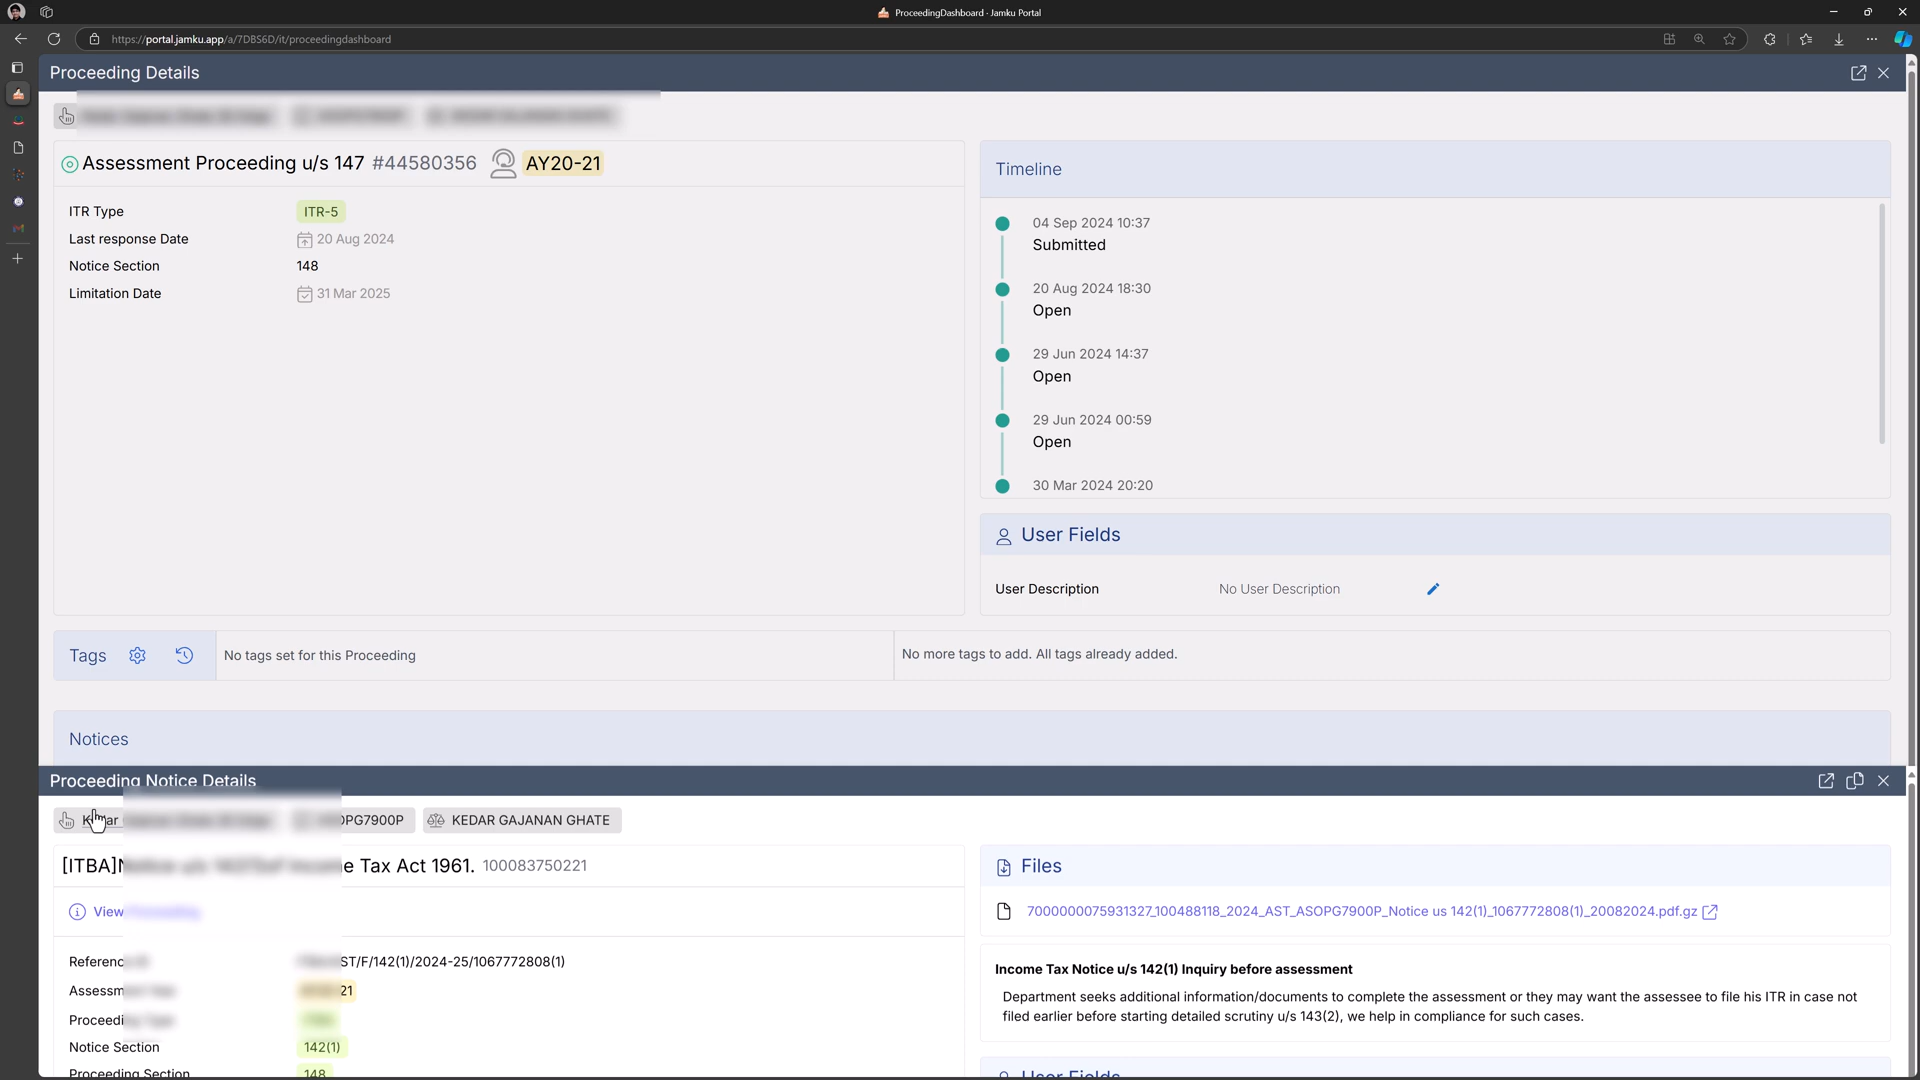 ProceedingDashboard - Jamku Portal
https://portal.jamku.app/a/7DBS6D/it/proceedingdashboard
Proceeding Details
Assessment Proceeding u/s 147 #44580356 AY20-21
ITR Type ITR-5
Last response Date 20 Aug 2024
Notice Section 148
Limitation Date 31 Mar 2025
Timeline
04 Sep 2024 10:37
Submitted
20 Aug 2024 18:30
Open
29 Jun 2024 14:37
Open
29 Jun 2024 00:59
Open
30 Mar 2024 20:20
User Fields
User Description No User Description
Tags No tags set for this Proceeding No more tags to add. All tags already added.
Notices
Proceeding Notice Details
KEDAR GAJANAN GHATE
[ITBA] Income Tax Act 1961. 100083750221
View
ST/F/142(1)/2024-25/1067772808(1)
21
Notice Section 142(1)
Proceeding Section 148
Files
7000000075931327_100488118_2024_AST_ASOPG7900P_Notice us 142(1)_1067772808(1)_20082024.pdf.gz
Income Tax Notice u/s 142(1) Inquiry before assessment
Department seeks additional information/documents to complete the assessment or they may want the assessee to file his ITR in case not
filed earlier before starting detailed scrutiny u/s 143(2), we help in compliance for such cases.
User Fields